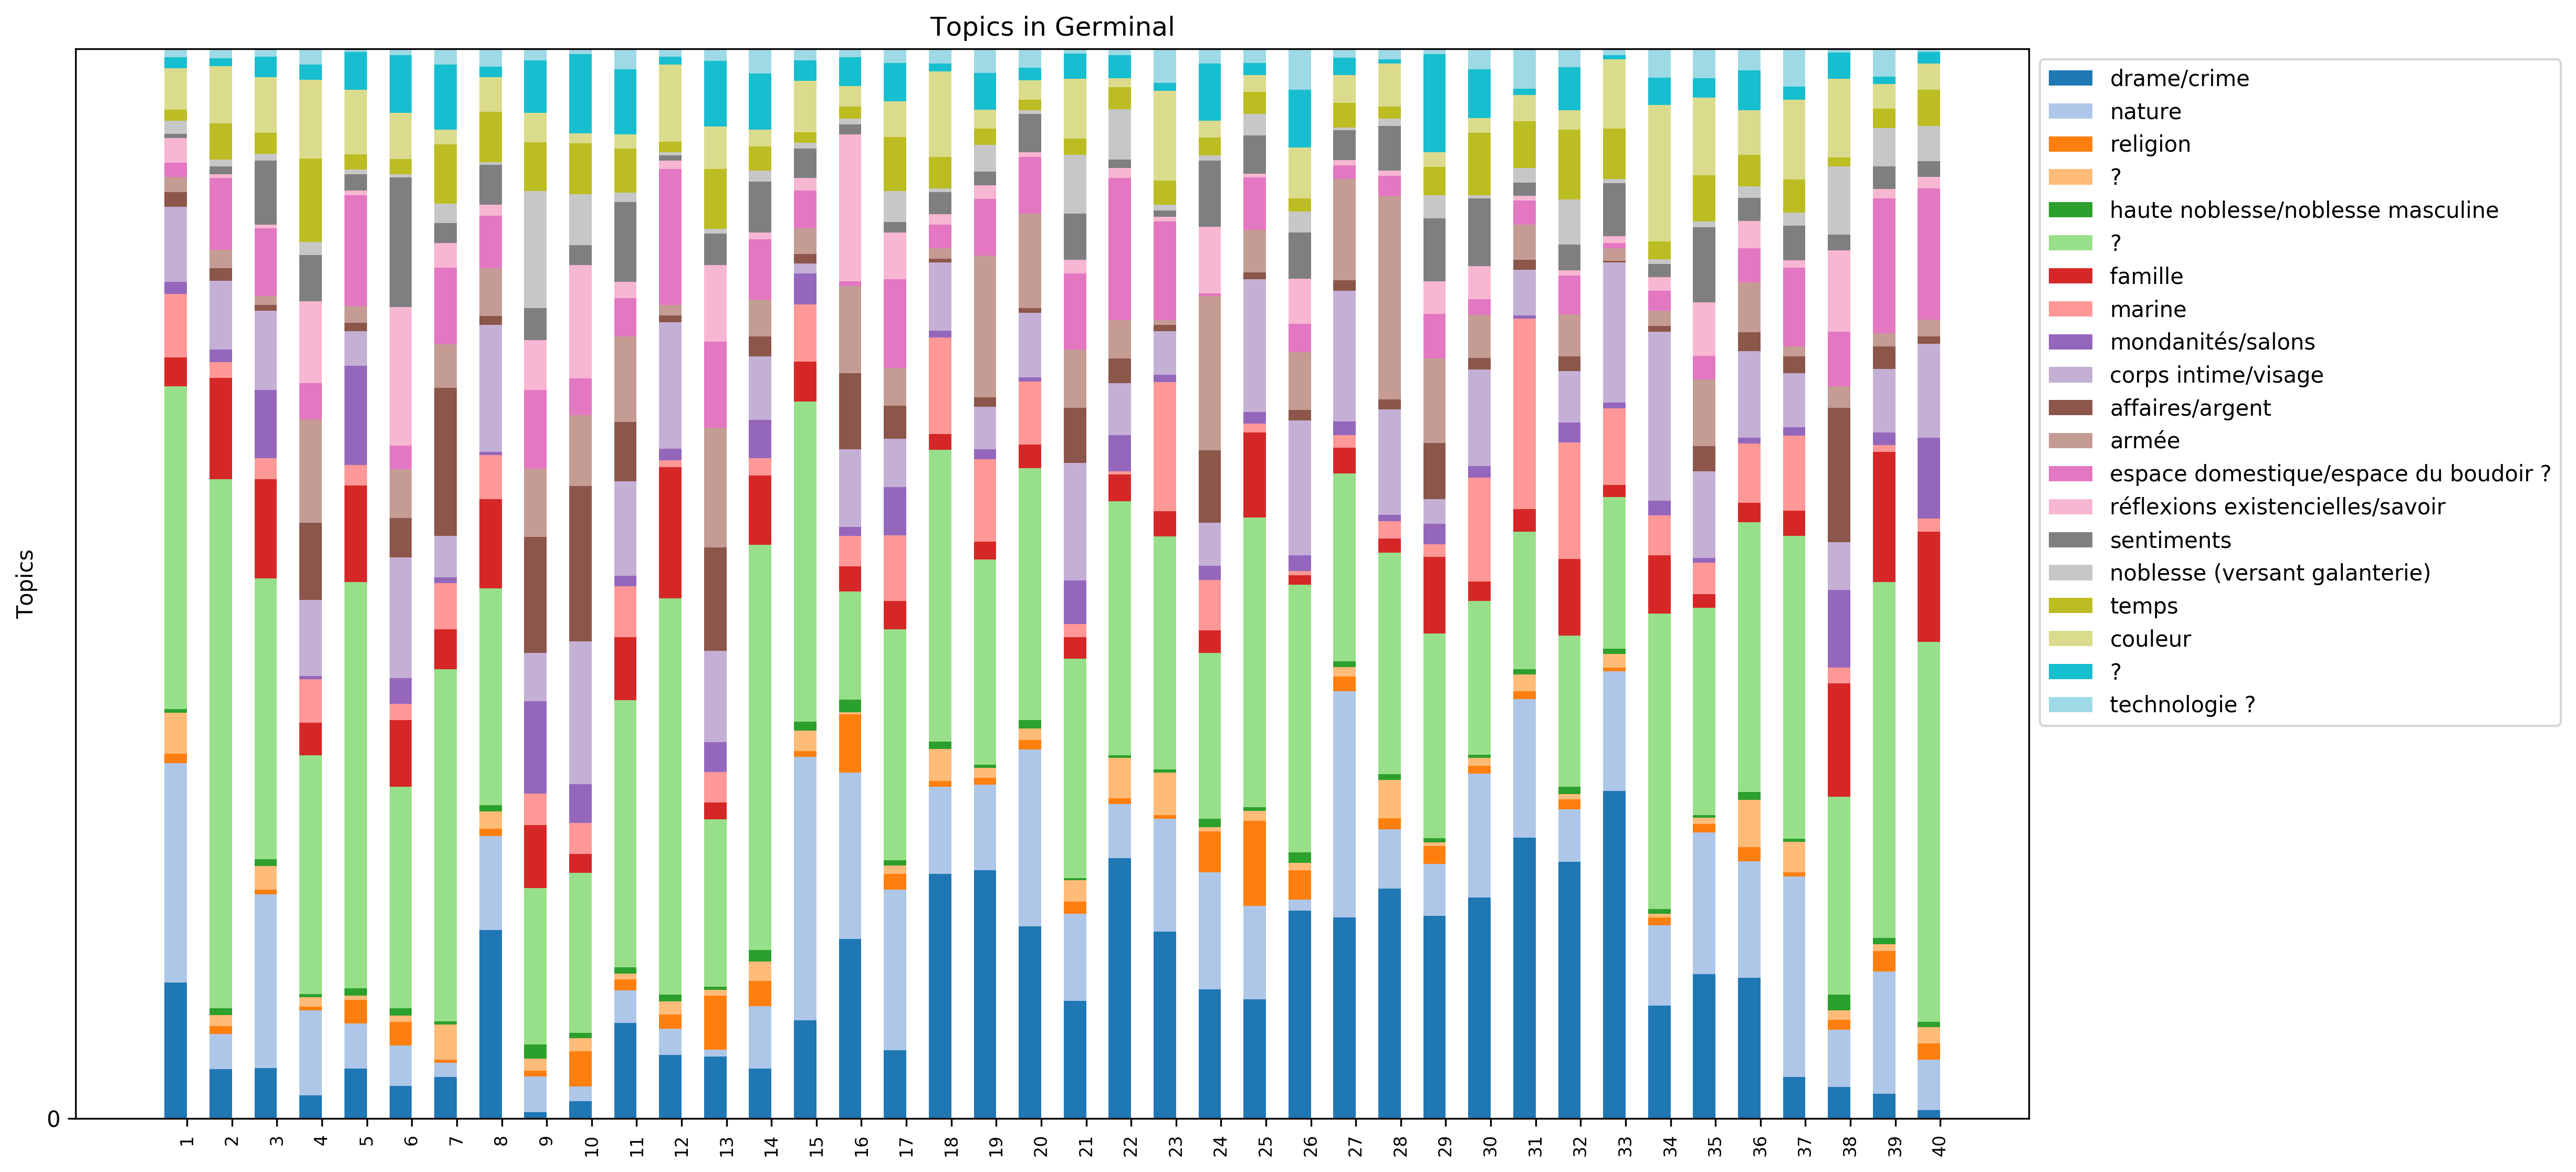 Topics in Germinal
Topics
0
1
2
3
4
5
6
7
8
9
10
11
12
13
14
15
16
17
18
19
20
21
22
23
24
25
26
27
28
29
30
31
32
33
34
35
36
37
38
39
40
drame/crime
nature
religion
?
haute noblesse/noblesse masculine
?
famille
marine
mondanités/salons
corps intime/visage
affaires/argent
armée
espace domestique/espace du boudoir ?
réflexions existencielles/savoir
sentiments
noblesse (versant galanterie)
temps
couleur
?
technologie ?